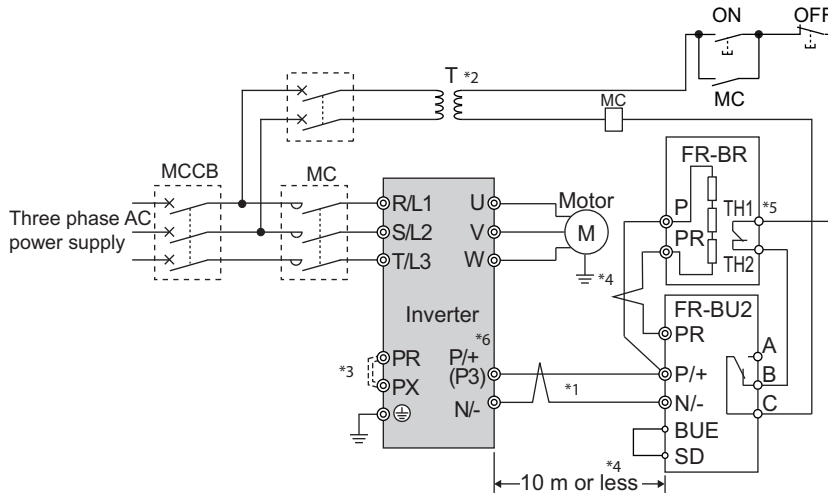 ON
OFF
T *2
MC
MC
FR-BR
MCCB
MC
P
TH1
*5
R/L1
U
Motor
Three phase AC
power supply
S/L2
V
M
PR
TH2
T/L3
W
*4
FR-BU2
Inverter
PR
A
*6
PR
P/+
(P3)
P/+
B
*3
PX
*1
N/-
N/-
C
BUE
*4
SD
10 m or less